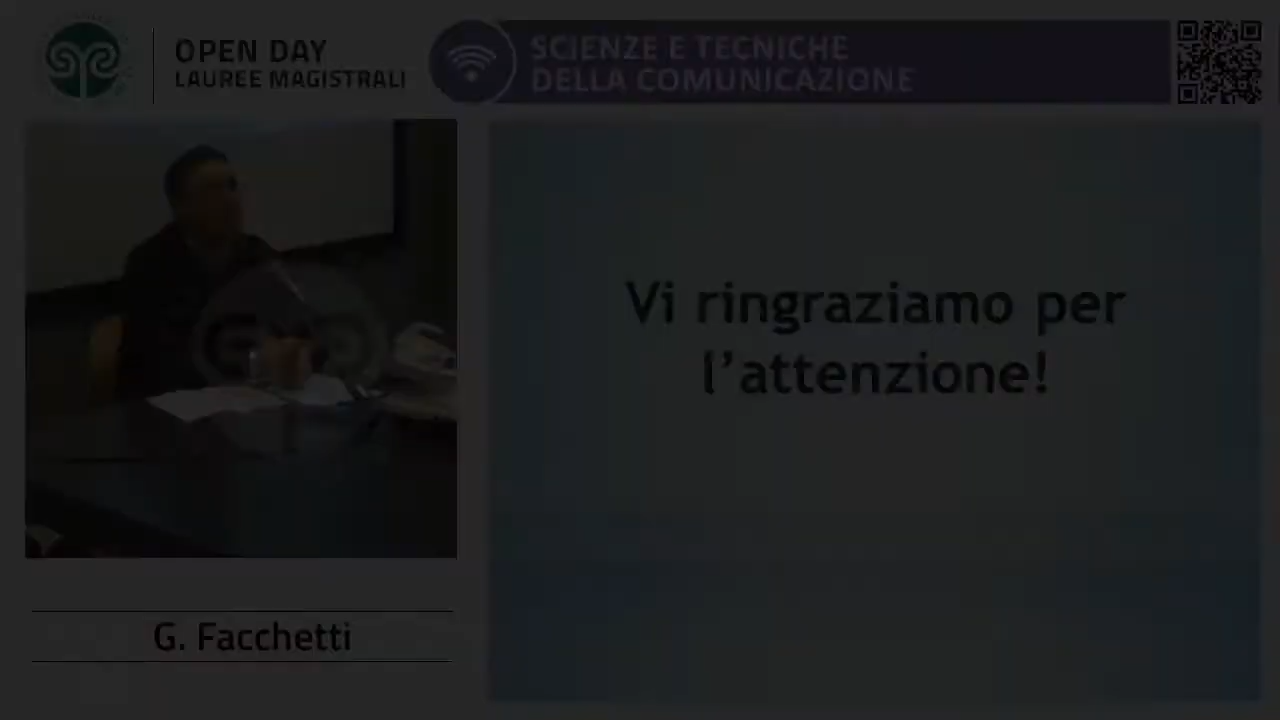 OPEN DAY
LAUREE MAGISTRALI
SCIENZE E TECNICHE
DELLA COMUNICAZIONE
Vi ringraziamo per
l'attenzione!
G. Facchetti